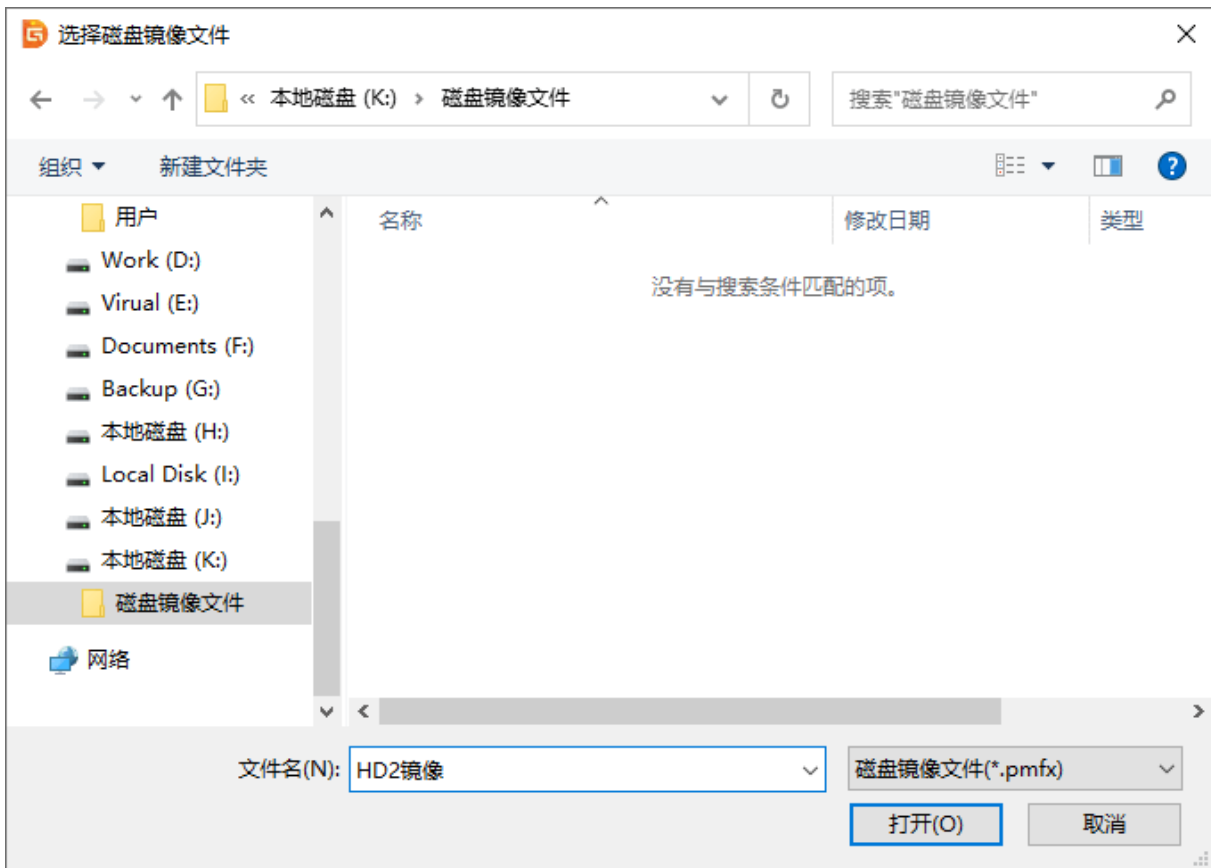 选择磁盘镜像文件
« 本地磁盘 (K:) › 磁盘镜像文件
搜索"磁盘镜像文件"
组织 新建文件夹
名称 修改日期 类型
没有与搜索条件匹配的项。
用户
Work (D:)
Virual (E:)
Documents (F:)
Backup (G:)
本地磁盘 (H:)
Local Disk (I:)
本地磁盘 (J:)
本地磁盘 (K:)
磁盘镜像文件
网络
文件名(N): HD2镜像 磁盘镜像文件(*.pmfx)
打开(O) 取消